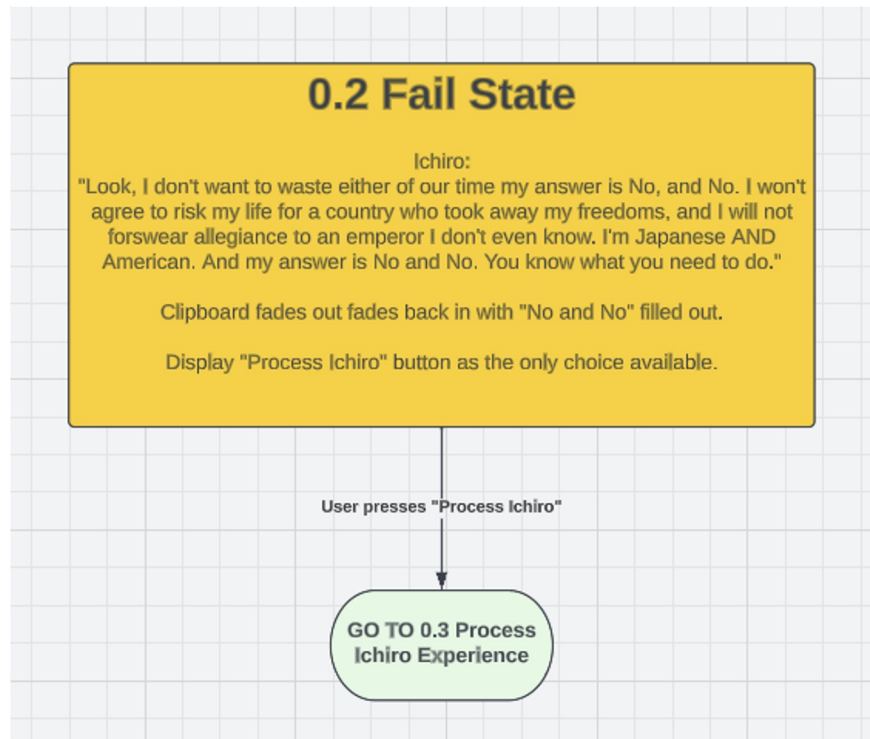 0.2 Fail State
Ichiro:
"Look, I don't want to waste either of our time my answer is No, and No. I won't
agree to risk my life for a country who took away my freedoms, and I will not
forswear allegiance to an emperor I don't even know. I'm Japanese AND
American. And my answer is No and No. You know what you need to do."
Clipboard fades out fades back in with "No and No" filled out.
Display "Process Ichiro" button as the only choice available.
User presses "Process Ichiro"
GO TO 0.3 Process
Ichiro Experience